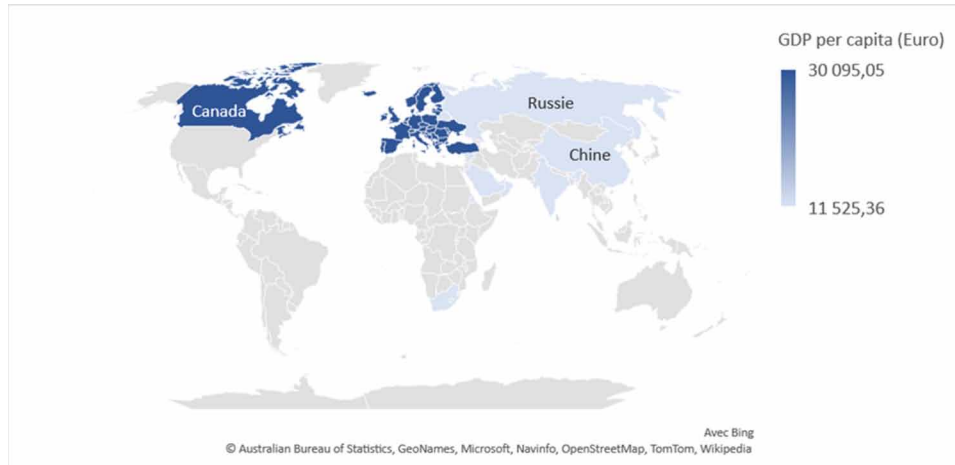 GDP per capita (Euro)
30 095,05
11 525,36
Canada
Russie
Chine
Avec Bing
© Australian Bureau of Statistics, GeoNames, Microsoft, Navinfo, OpenStreetMap, TomTom, Wikipedia